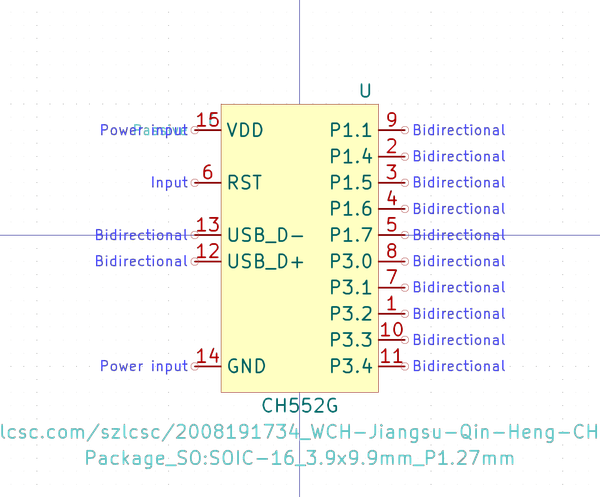 U
Power input 15 VDD P1.1 9 Bidirectional
P1.4 2 Bidirectional
Input 6 RST P1.5 3 Bidirectional
P1.6 4 Bidirectional
Bidirectional 13 USB_D- P1.7 5 Bidirectional
Bidirectional 12 USB_D+ P3.0 8 Bidirectional
P3.1 7 Bidirectional
P3.2 1 Bidirectional
P3.3 10 Bidirectional
Power input 14 GND P3.4 11 Bidirectional
CH552G
lcsc.com/szlcsc/2008191734_WCH-Jiangsu-Qin-Heng-CH
Package_SO:SOIC-16_3.9x9.9mm_P1.27mm